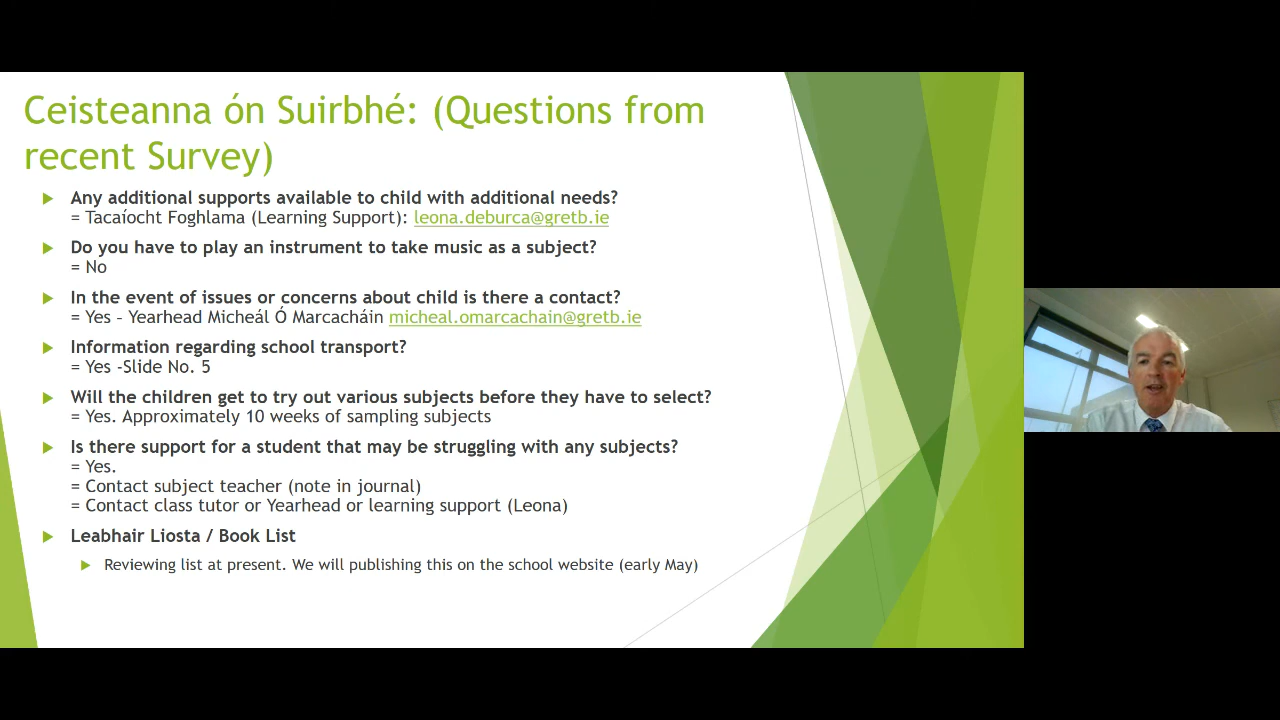 Ceisteanna ón Suirbhé: (Questions from
recent Survey)
Any additional supports available to child with additional needs?
= Tacaíocht Foghlama (Learning Support): leona.deburca@gretb.ie
Do you have to play an instrument to take music as a subject?
= No
In the event of issues or concerns about child is there a contact?
= Yes – Yearhead Micheál Ó Marcacháin micheal.omarcachain@gretb.ie
Information regarding school transport?
= Yes -Slide No. 5
Will the children get to try out various subjects before they have to select?
= Yes. Approximately 10 weeks of sampling subjects
Is there support for a student that may be struggling with any subjects?
= Yes.
= Contact subject teacher (note in journal)
= Contact class tutor or Yearhead or learning support (Leona)
Leabhair Liosta / Book List
Reviewing list at present. We will publishing this on the school website (early May)